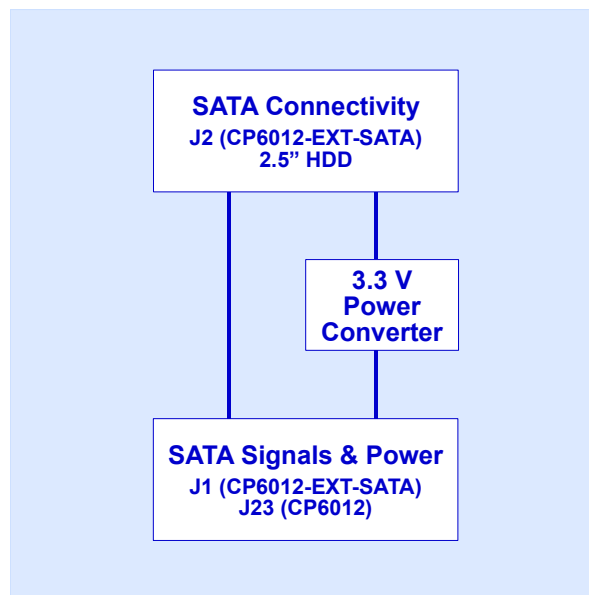 SATA Connectivity
J2 (CP6012-EXT-SATA)
2.5” HDD
3.3 V
Power
Converter
SATA Signals & Power
J1 (CP6012-EXT-SATA)
J23 (CP6012)